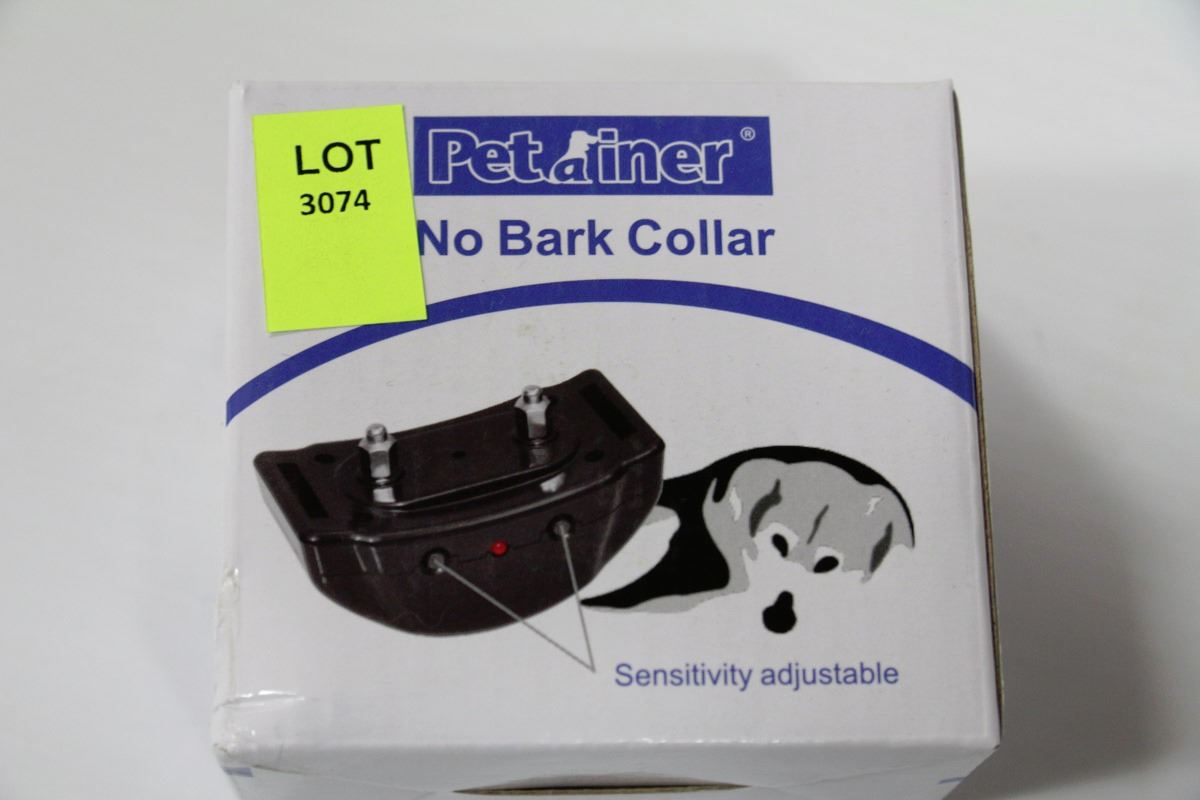 LOT
3074
Petainer®
No Bark Collar
Sensitivity adjustable